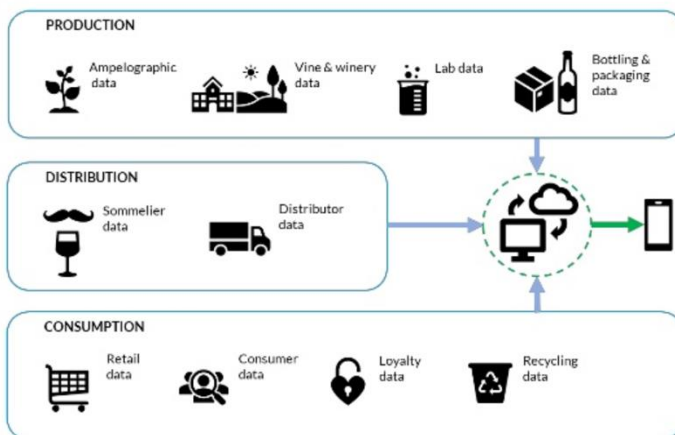 PRODUCTION
Ampelographic
data
Vine & winery
data
Lab data
Bottling &
packaging
data
DISTRIBUTION
Sommelier
data
Distributor
data
CONSUMPTION
Retail
data
Consumer
data
Loyalty
data
Recycling
data